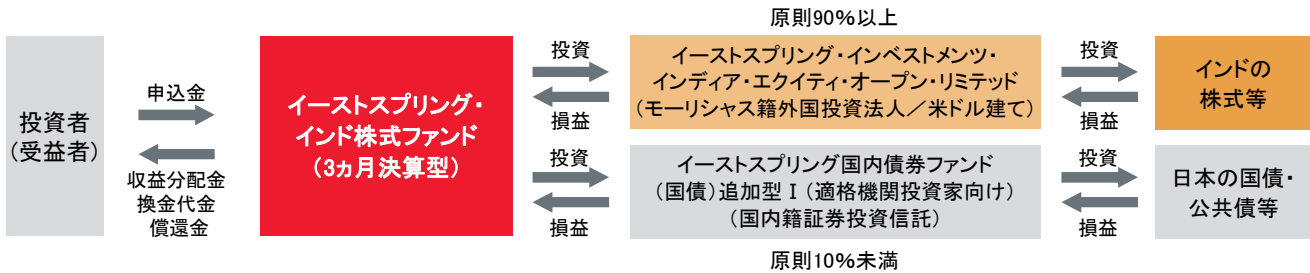 投資者
(受益者)
申込金
収益分配金
換金代金
償還金
イーストスプリング・
インド株式ファンド
(3ヵ月決算型)
投資
損益
投資
損益
原則90%以上
イーストスプリング・インベストメンツ・
インディア・エクイティ・オープン・リミテッド
(モーリシャス籍外国投資法人／米ドル建て)
イーストスプリング国内債券ファンド
(国債)追加型Ⅰ(適格機関投資家向け)
(国内籍証券投資信託)
原則10%未満
投資
損益
投資
損益
インドの
株式等
日本の国債・
公共債等